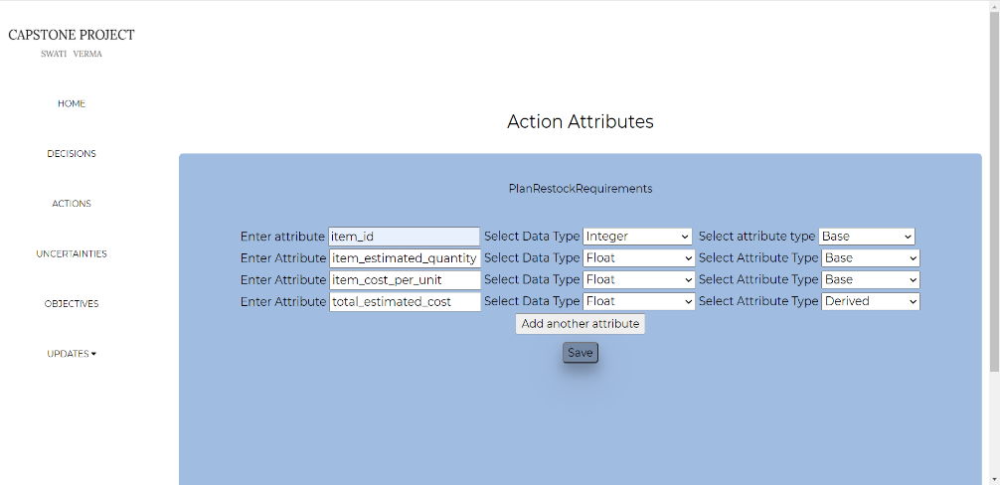 CAPSTONE PROJECT
SWATI VERMA
HOME
DECISIONS
ACTIONS
UNCERTAINTIES
OBJECTIVES
UPDATES
Action Attributes
PlanRestockRequirements
Enter attribute item_id Select Data Type Integer Select attribute type Base
Enter Attribute item_estimated_quantity Select Data Type Float Select Attribute Type Base
Enter Attribute item_cost_per_unit Select Data Type Float Select Attribute Type Base
Enter Attribute total_estimated_cost Select Data Type Float Select Attribute Type Derived
Add another attribute
Save